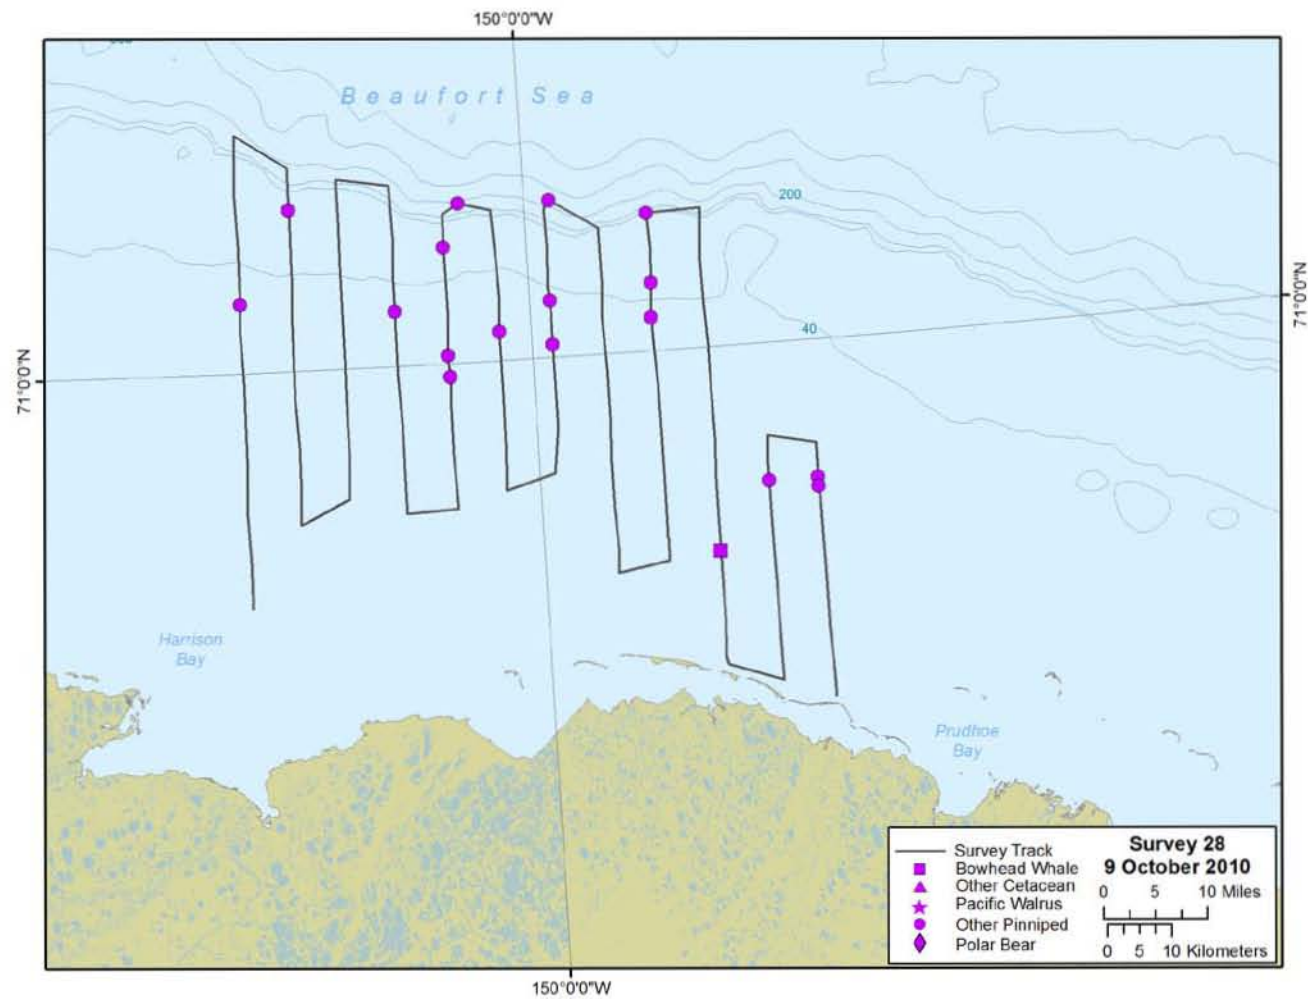 150°0'0"W
Beaufort Sea
200
71°0'0"N
40
71°0'0"N
Harrison
Bay
Prudhoe
Bay
Survey Track
Bowhead Whale
Other Cetacean
Pacific Walrus
Other Pinniped
Polar Bear
Survey 28
9 October 2010
0 5 10 Miles
0 5 10 Kilometers
150°0'0"W